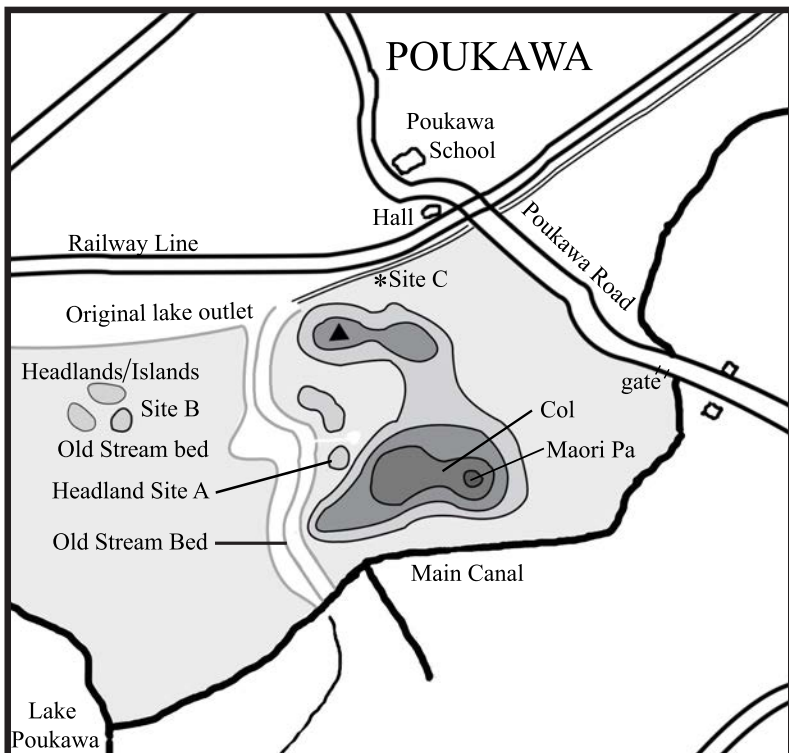 POUKAWA
Poukawa
School
Hall
Poukawa Road
Railway Line
*Site C
Original lake outlet
Headlands/Islands
gate
Site B
Col
Old Stream bed
Maori Pa
Headland Site A
Old Stream Bed
Main Canal
Lake
Poukawa